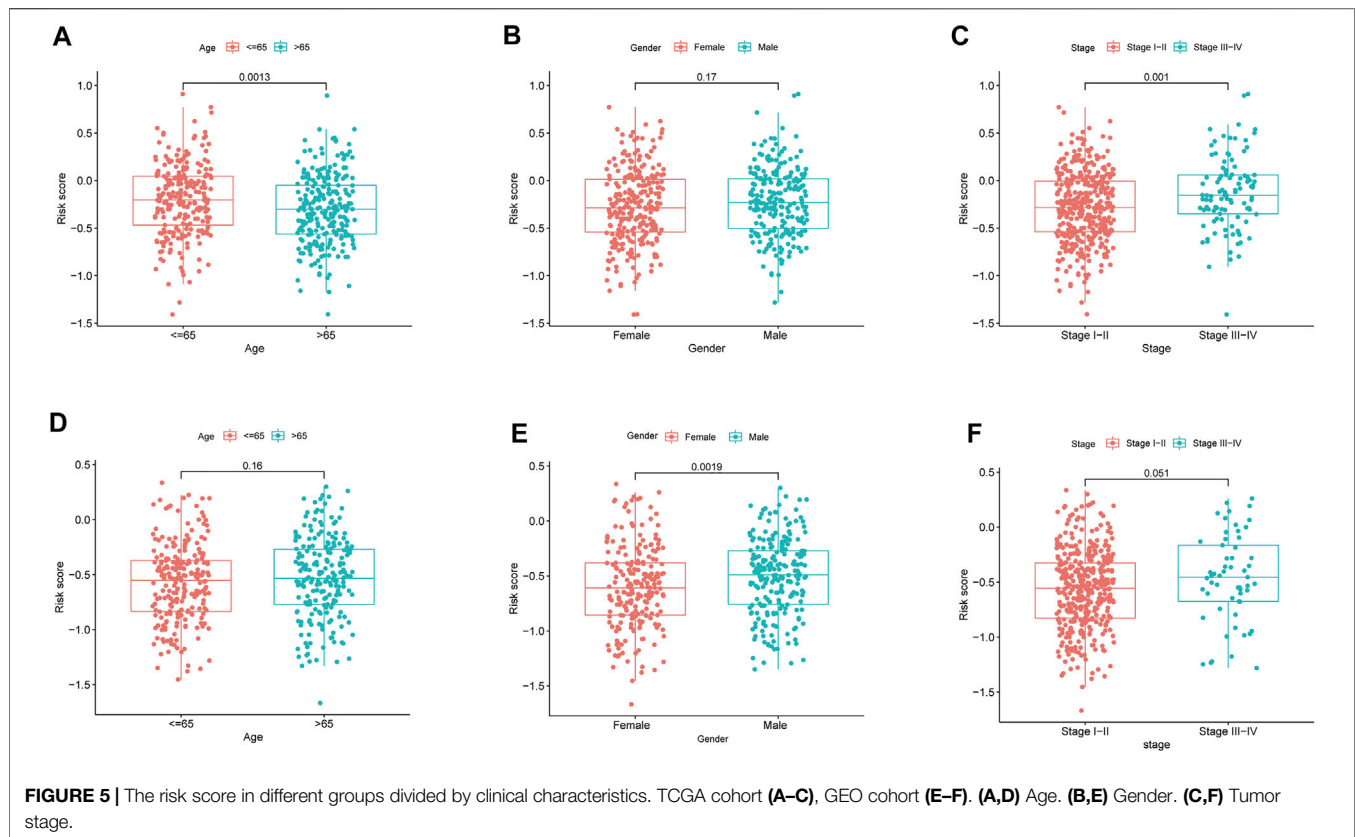 A
Age <=65 >65
0.0013
1.0
0.5
0.0
−0.5
−1.0
−1.5
Risk score
<=65 >65
Age
B
Gender Female Male
0.17
1.0
0.5
0.0
−0.5
−1.0
−1.5
Risk score
Female Male
Gender
C
Stage Stage I−II Stage III−IV
0.001
1.0
0.5
0.0
−0.5
−1.0
−1.5
Risk score
Stage I−II Stage III−IV
Stage
D
Age <=65 >65
0.16
0.5
0.0
−0.5
−1.0
−1.5
Risk score
<=65 >65
Age
E
Gender Female Male
0.0019
0.5
0.0
−0.5
−1.0
−1.5
Risk score
Female Male
Gender
F
Stage Stage I−II Stage III−IV
0.051
0.5
0.0
−0.5
−1.0
−1.5
Risk score
Stage I−II Stage III−IV
stage
FIGURE 5 | The risk score in different groups divided by clinical characteristics. TCGA cohort (A–C), GEO cohort (E–F). (A,D) Age. (B,E) Gender. (C,F) Tumor
stage.